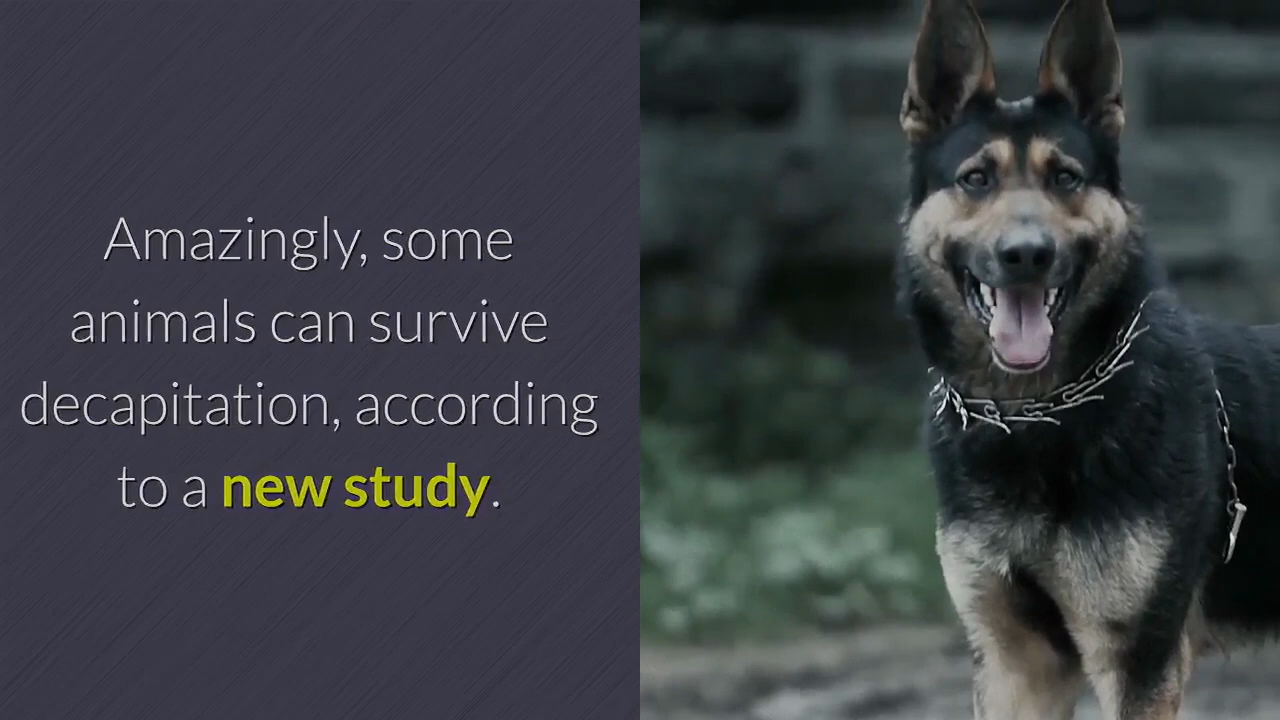 Amazingly, some
animals can survive
decapitation, according
to a new study.